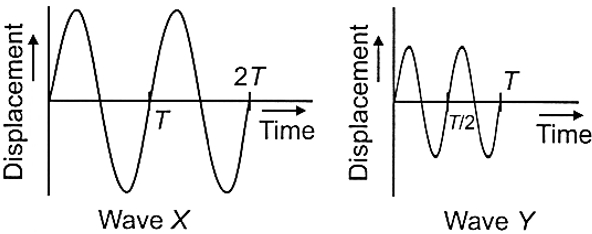 Displacement
T
2T
Time
Wave X
Displacement
T/2
T
Time
Wave Y